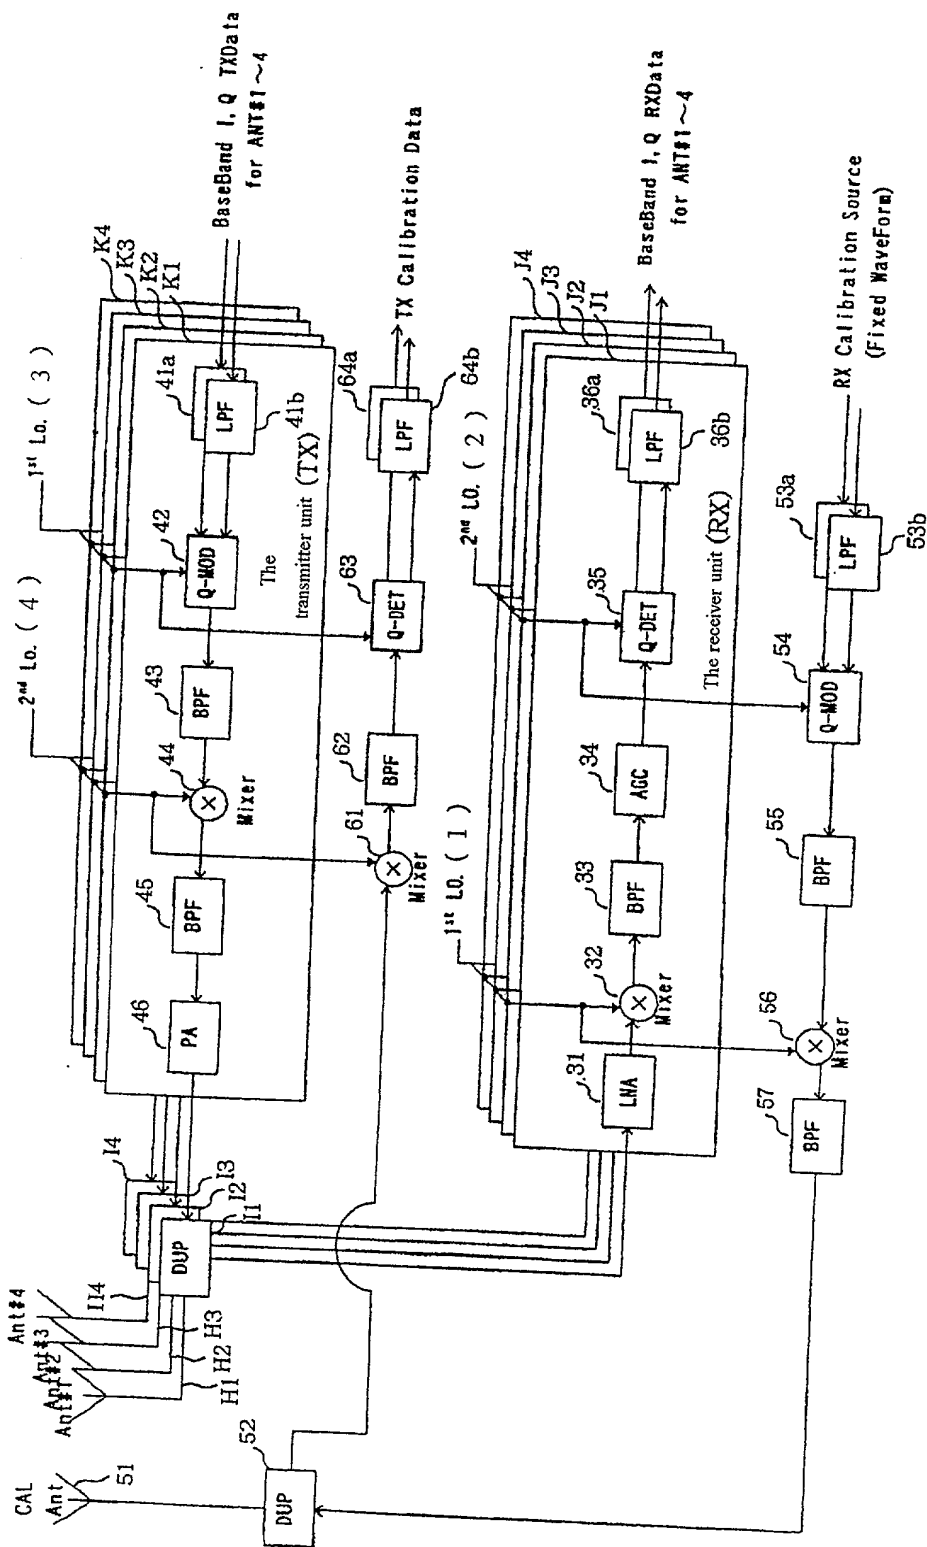 CAL
Ant
51
DUP
52
Ant#1
Ant#2
Ant#3
Ant#4
H1
H2
H3
I14
DUP
I1
I2
I3
I4
2nd LO. ( 4 )
1st Lo. ( 3 )
K4
K3
K2
K1
PA
46
BPF
45
Mixer
44
BPF
43
Q-MOD
42
LPF
41a
41b
BaseBand I, Q TXData
for ANT#1~4
The
transmitter unit (TX)
Mixer
61
BPF
62
Q-DET
63
LPF
64a
64b
TX Calibration Data
1st LO. ( 1 )
2nd LO. ( 2 )
J4
J3
J2
J1
LNA
31
Mixer
32
BPF
33
AGC
34
Q-DET
35
LPF
36a
36b
BaseBand I, Q RXData
for ANT#1~4
The receiver unit (RX)
BPF
57
Mixer
56
BPF
55
Q-MOD
54
LPF
53a
53b
RX Calibration Source
(Fixed WaveForm)